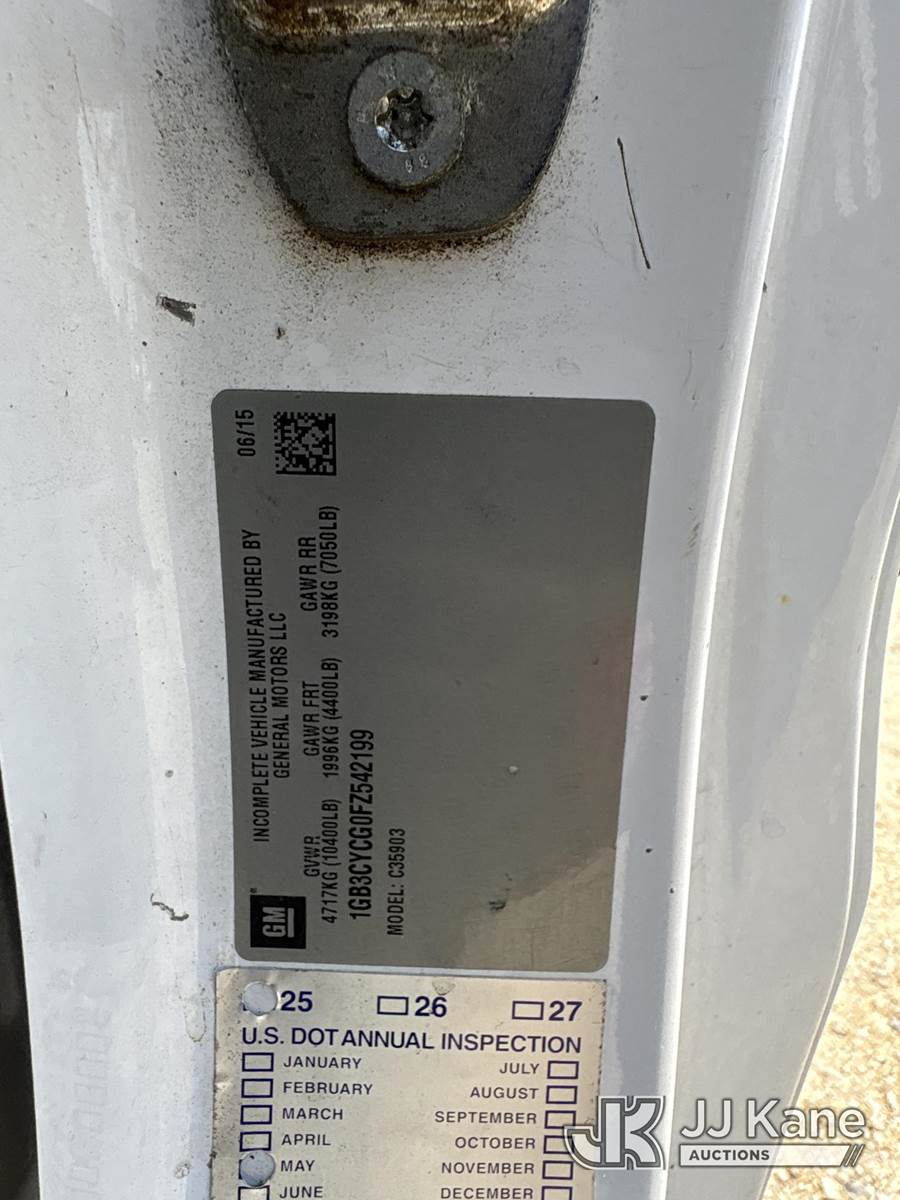 06/15
INCOMPLETE VEHICLE MANUFACTURED BY
GENERAL MOTORS LLC
GVWR GAWR FRT GAWR RR
4717KG (10400LB) 1996KG (4400LB) 3198KG (7050LB)
1GB3CYCG0FZ542199
MODEL: C35903
GM
25 26 27
U.S. DOT ANNUAL INSPECTION
JANUARY JULY
FEBRUARY AUGUST
MARCH SEPTEMBER
APRIL OCTOBER
MAY NOVEMBER
JUNE DECEMBER
JK JJ Kane
AUCTIONS